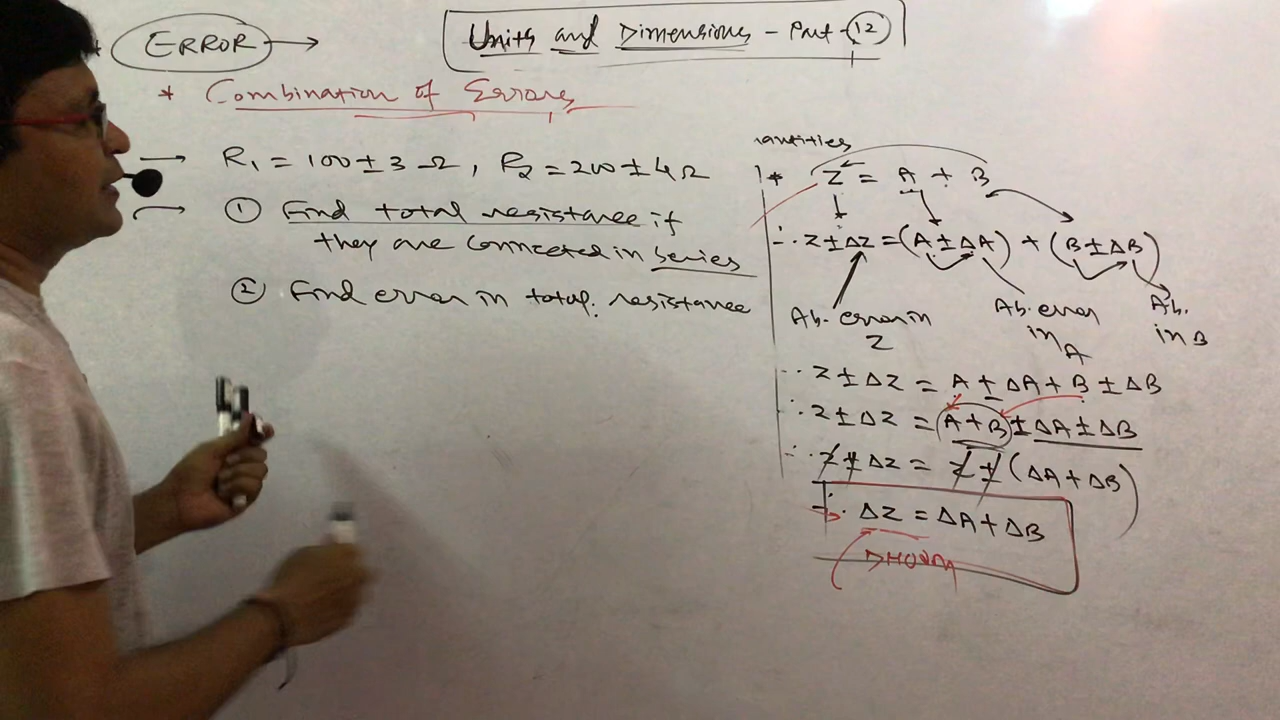 * ERROR →
Units and Dimensions - Part - 12
* Combination of Errors
→ R₁ = 100 ± 3 Ω, R₂ = 200 ± 4 Ω
→ ① Find total resistance if
they are connected in series
② Find error in total. resistance
quantities
1* Z = A + B
∴ Z ± ΔZ = (A ± ΔA) + (B ± ΔB)
Ab. error in Z
Ab. error in A
Ab. in B
∴ Z ± ΔZ = A ± ΔA + B ± ΔB
∴ Z ± ΔZ = (A + B) ± ΔA ± ΔB
∴ Z ± ΔZ = Z ± (ΔA + ΔB)
∴ ΔZ = ΔA + ΔB